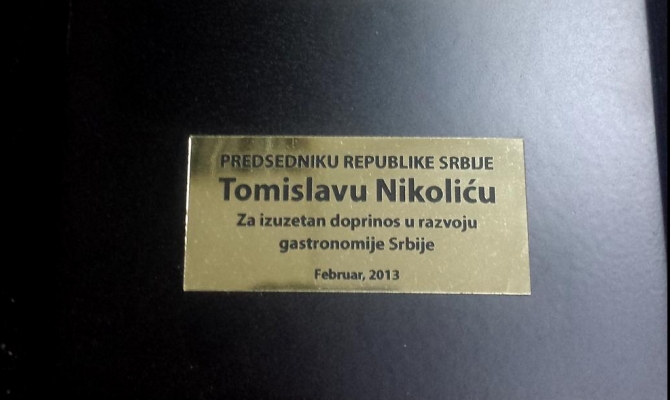 PREDSEDNIKU REPUBLIKE SRBIJE
Tomislavu Nikoliću
Za izuzetan doprinos u razvoju
gastronomije Srbije
Februar, 2013